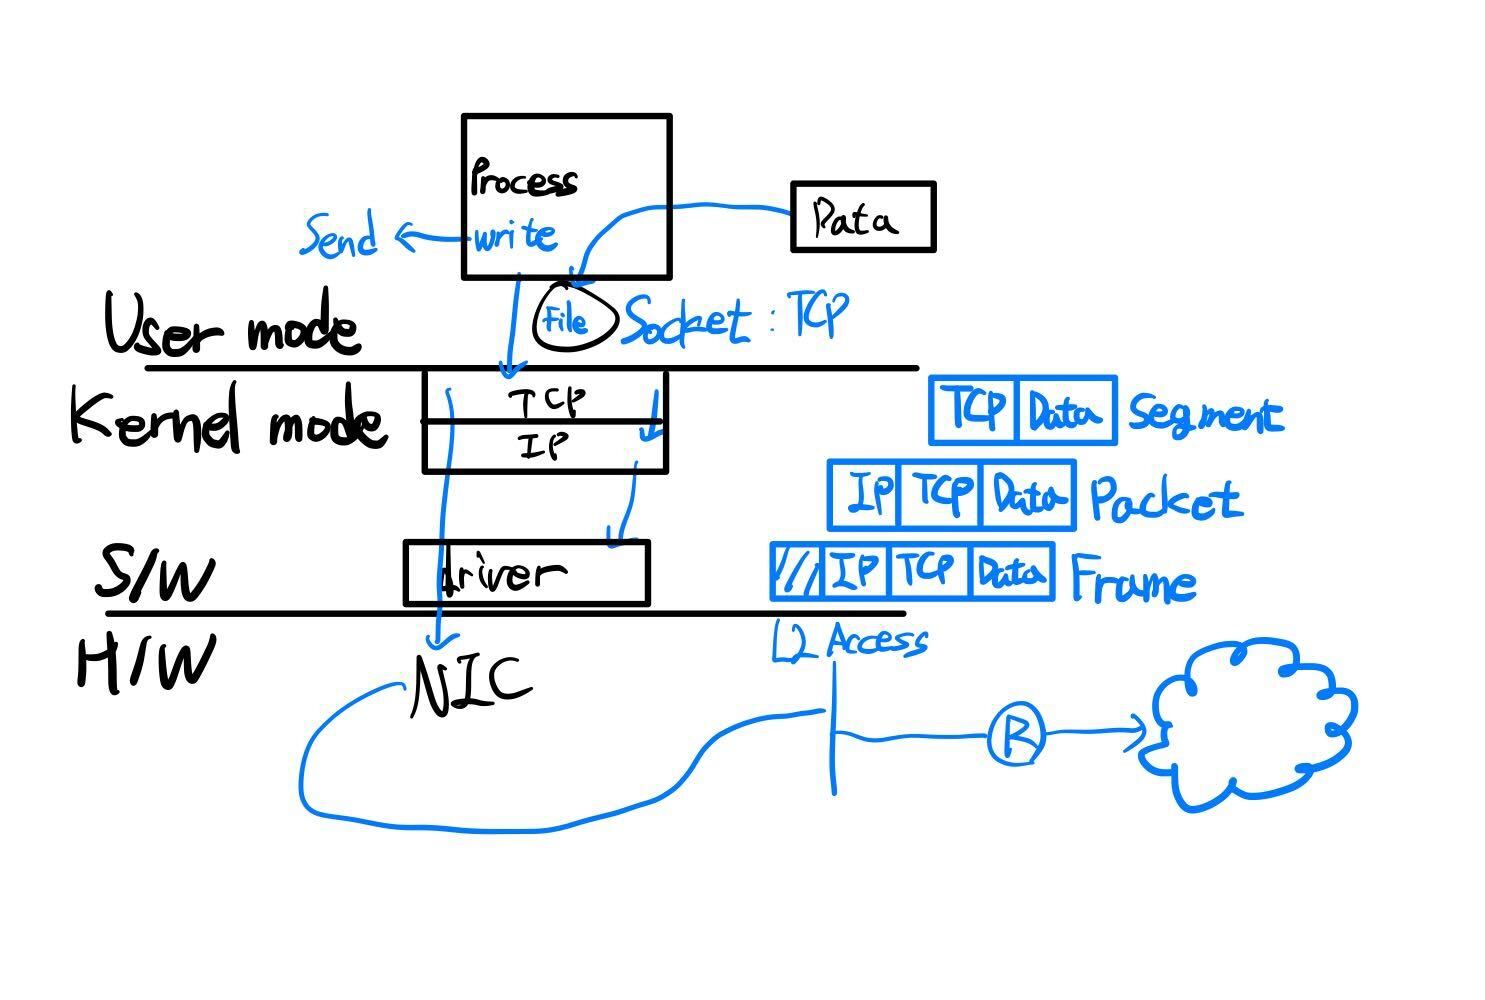 Process
Data
Send
write
File
Socket : TCP
User mode
Kernel mode
TCP
IP
TCP Data Segment
IP TCP Data Packet
S/W
driver
IP TCP Data Frame
H/W
L2 Access
NIC
R